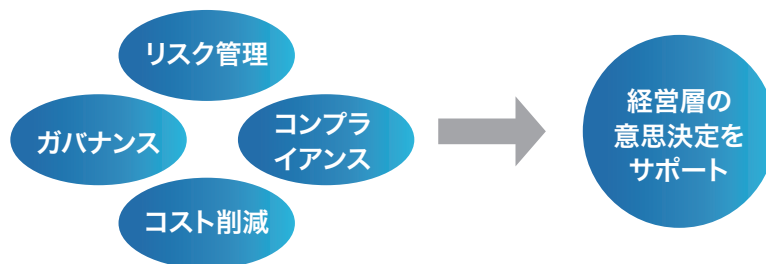 リスク管理
ガバナンス
コンプラ
イアンス
コスト削減
経営層の
意思決定を
サポート